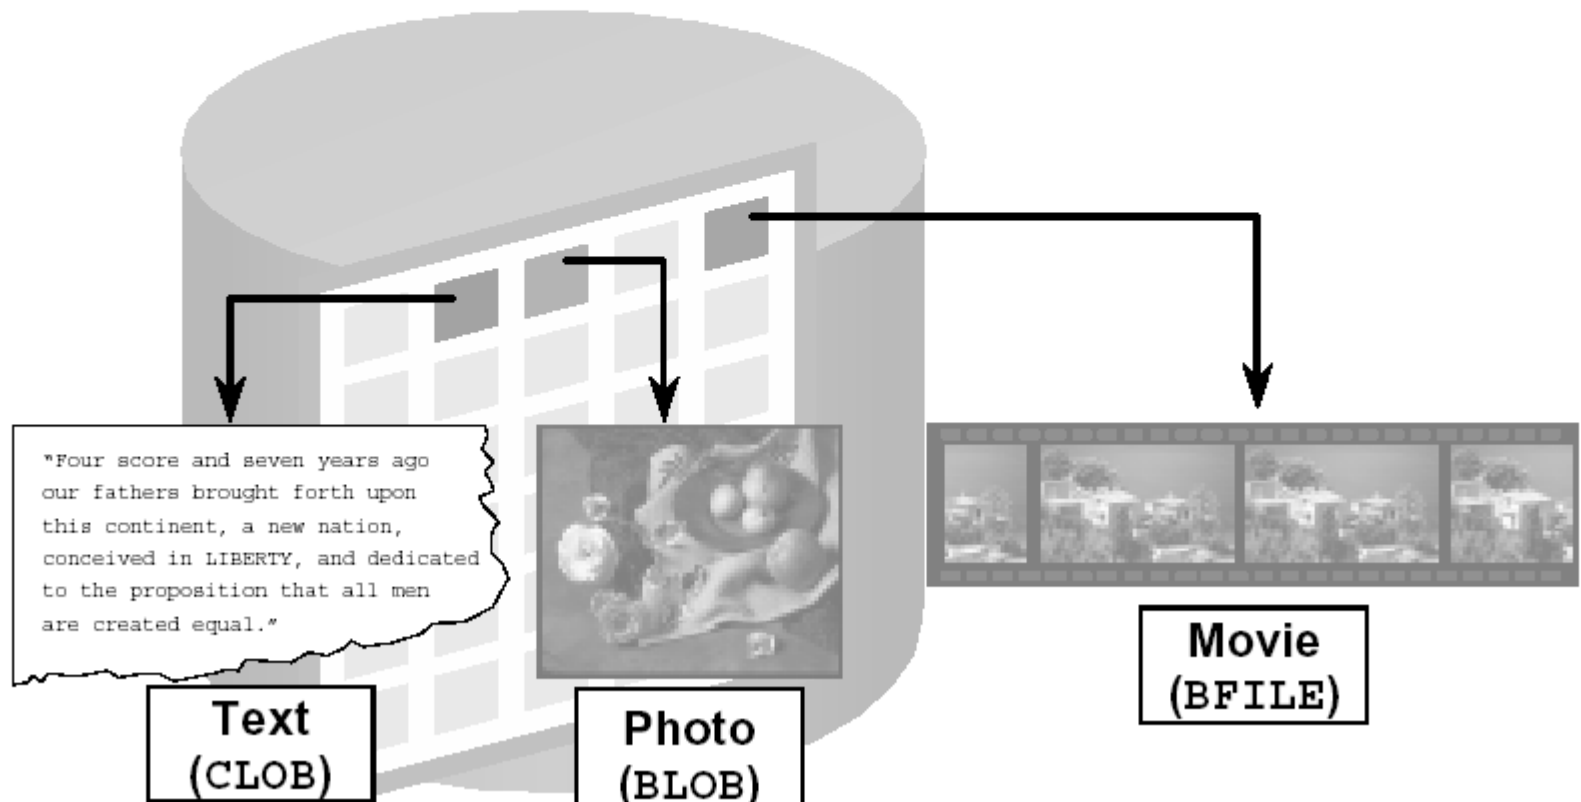 "Four score and seven years ago
our fathers brought forth upon
this continent, a new nation,
conceived in LIBERTY, and dedicated
to the proposition that all men
are created equal."
Text
(CLOB)
Photo
(BLOB)
Movie
(BFILE)